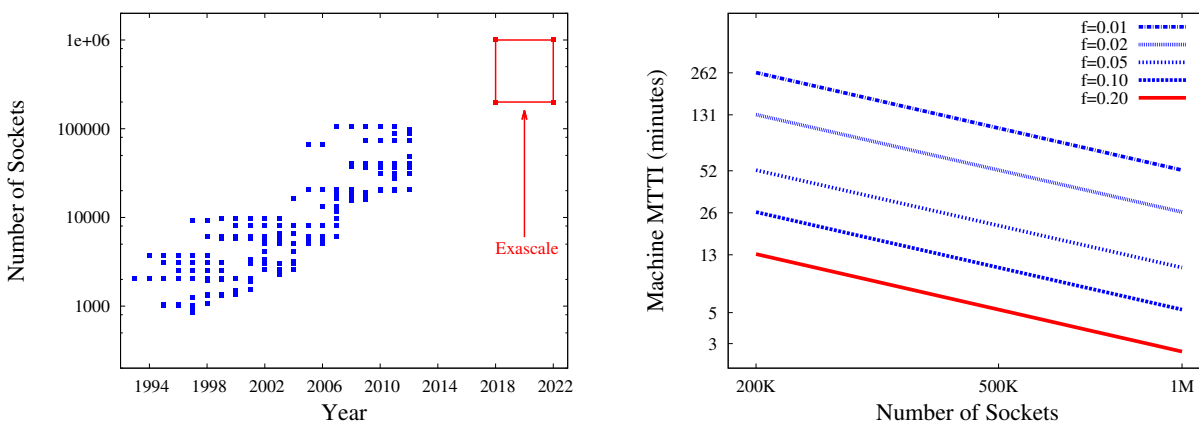 1e+06
100000
10000
1000
Number of Sockets
Exascale
1994 1998 2002 2006 2010 2014 2018 2022
Year
f=0.01
f=0.02
f=0.05
f=0.10
f=0.20
262
131
52
26
13
5
3
Machine MTTI (minutes)
200K 500K 1M
Number of Sockets